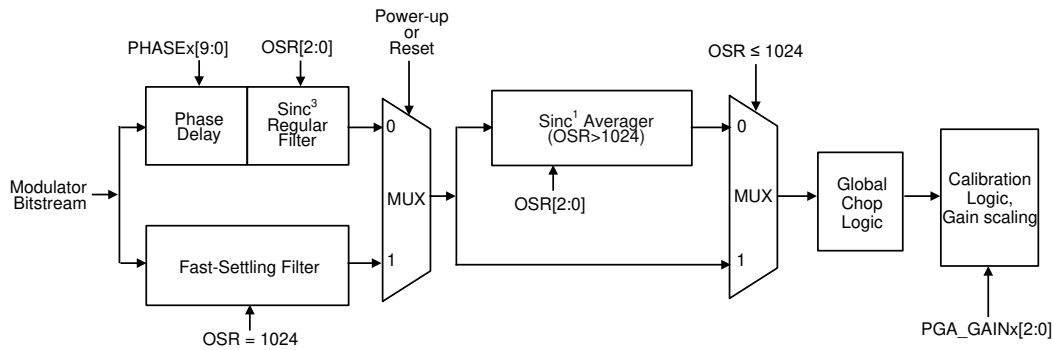 Power-up
or
Reset
PHASEx[9:0]
OSR[2:0]
OSR ≤ 1024
Phase
Delay
Sinc³
Regular
Filter
0
Sinc¹ Averager
(OSR>1024)
0
Modulator
Bitstream
MUX
OSR[2:0]
MUX
Global
Chop
Logic
Calibration
Logic,
Gain scaling
Fast-Settling Filter
1
1
OSR = 1024
PGA_GAINx[2:0]